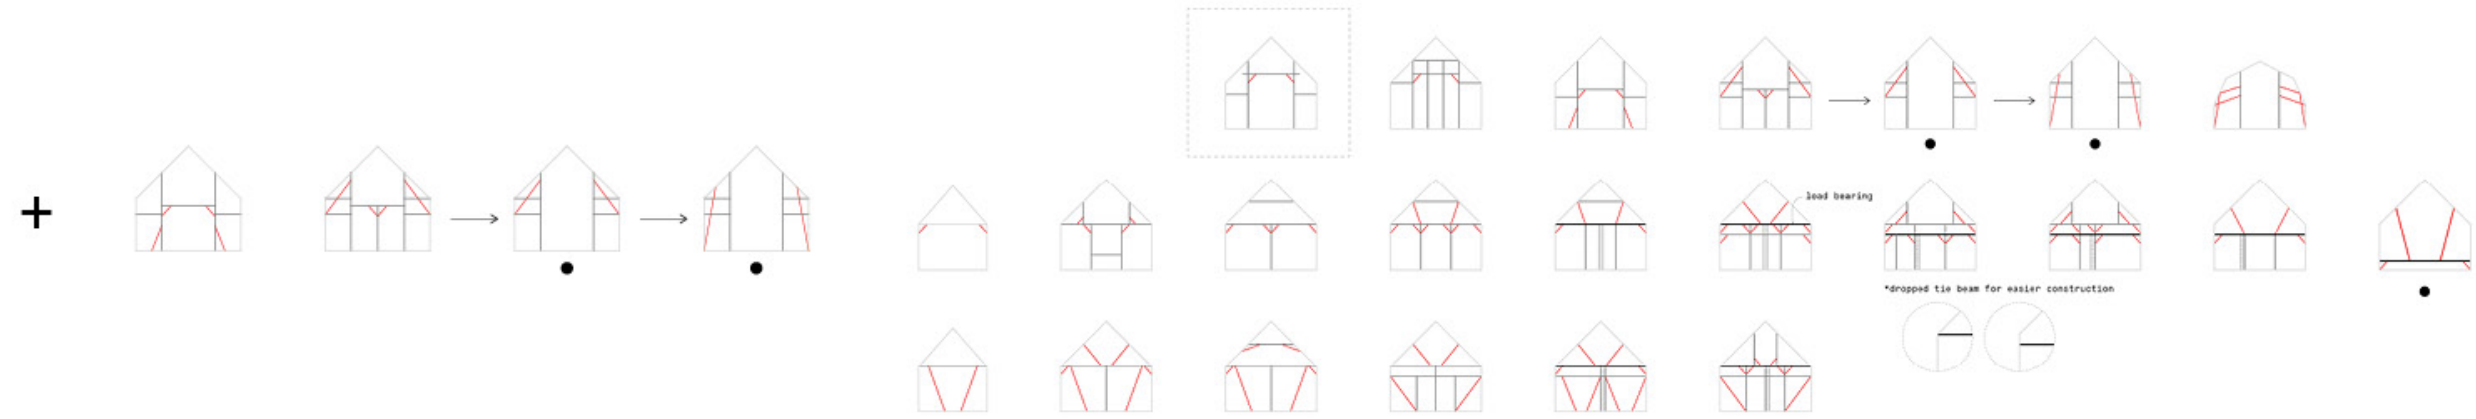 load bearing
*dropped tie beam for easier construction